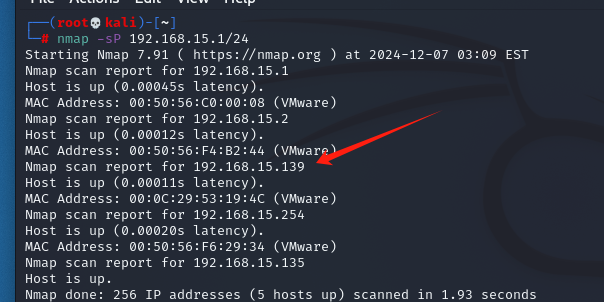 (root💀kali)-[~]
# nmap -sP 192.168.15.1/24
Starting Nmap 7.91 ( https://nmap.org ) at 2024-12-07 03:09 EST
Nmap scan report for 192.168.15.1
Host is up (0.00045s latency).
MAC Address: 00:50:56:C0:00:08 (VMware)
Nmap scan report for 192.168.15.2
Host is up (0.00012s latency).
MAC Address: 00:50:56:F4:B2:44 (VMware)
Nmap scan report for 192.168.15.139
Host is up (0.00011s latency).
MAC Address: 00:0C:29:53:19:4C (VMware)
Nmap scan report for 192.168.15.254
Host is up (0.00020s latency).
MAC Address: 00:50:56:F6:29:34 (VMware)
Nmap scan report for 192.168.15.135
Host is up.
Nmap done: 256 IP addresses (5 hosts up) scanned in 1.93 seconds